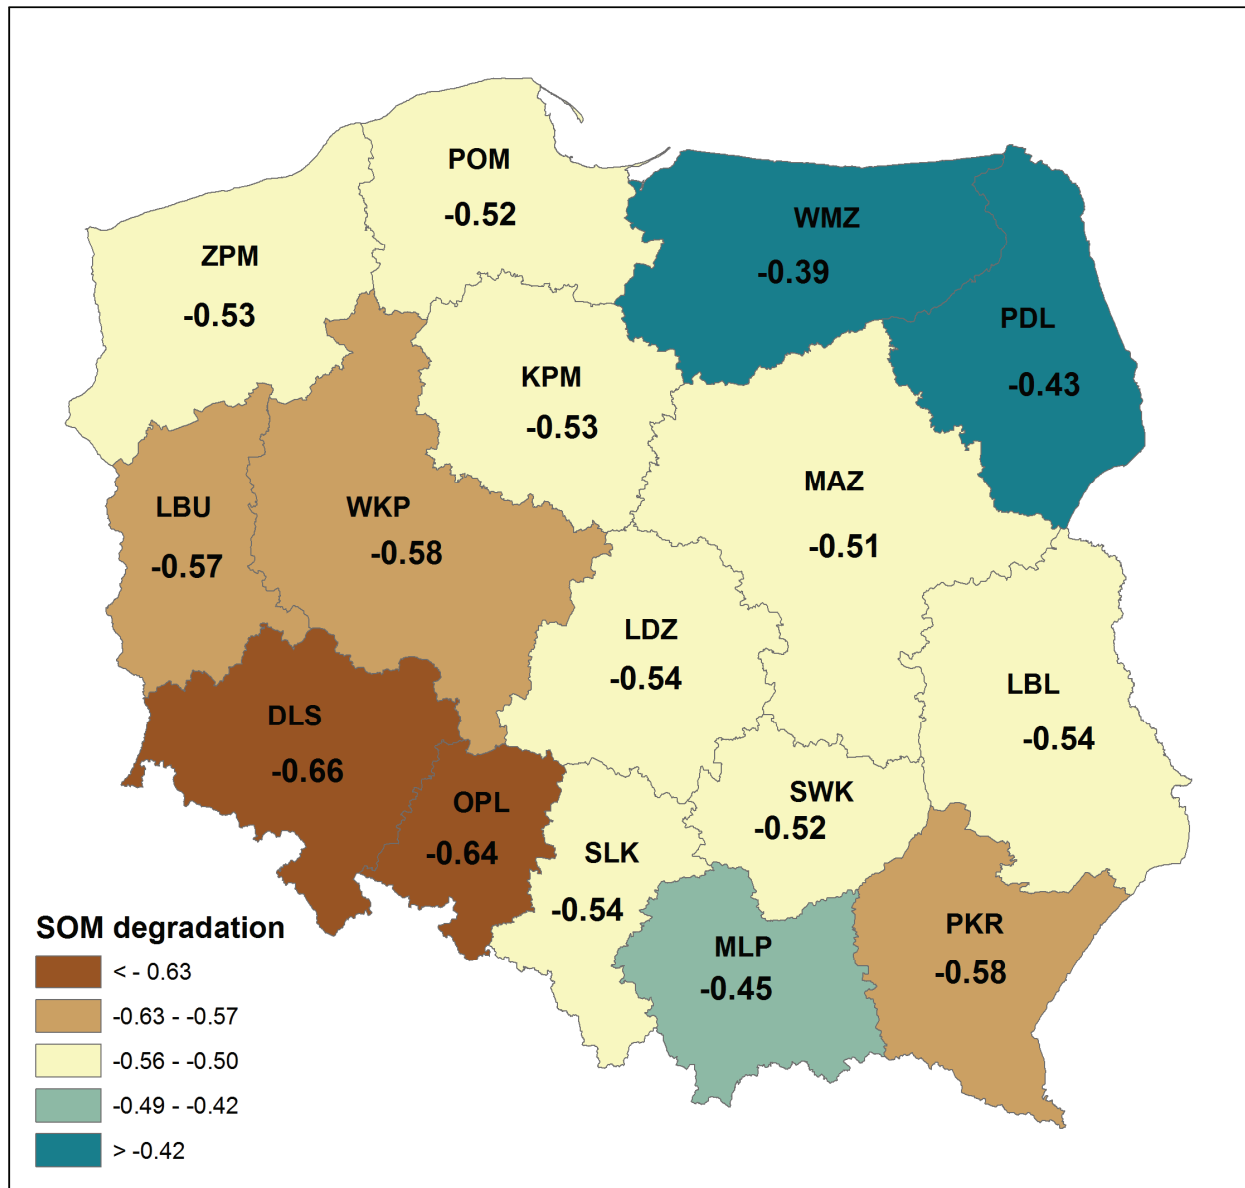 POM
-0.52
WMZ
-0.39
ZPM
-0.53
PDL
-0.43
KPM
-0.53
MAZ
-0.51
LBU
-0.57
WKP
-0.58
LDZ
-0.54
LBL
-0.54
DLS
-0.66
OPL
-0.64
SWK
-0.52
SLK
-0.54
MLP
-0.45
PKR
-0.58
SOM degradation
< - 0.63
-0.63 - -0.57
-0.56 - -0.50
-0.49 - -0.42
> -0.42